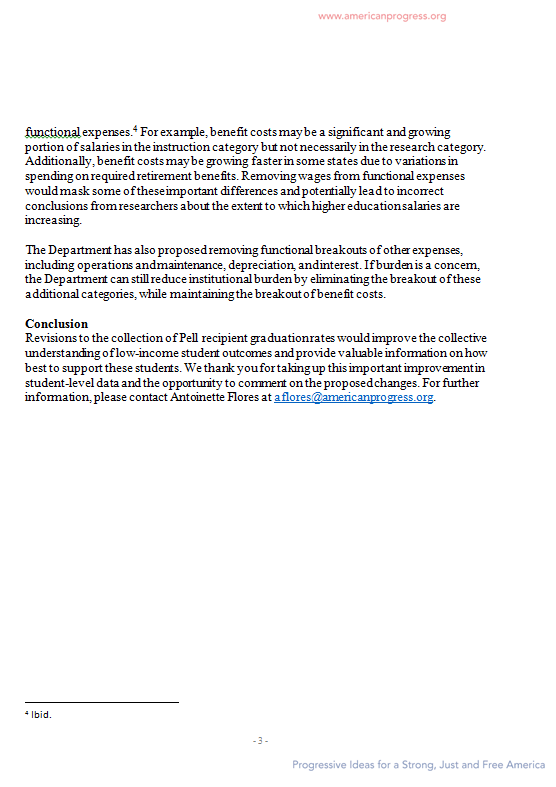 www.americanprogress.org
functional expenses.4 For example, benefit costs may be a significant and growing
portion of salaries in the instruction category but not necessarily in the research category.
Additionally, benefit costs may be growing faster in some states due to variations in
spending on required retirement benefits. Removing wages from functional expenses
would mask some of these important differences and potentially lead to incorrect
conclusions from researchers about the extent to which higher education salaries are
increasing.
The Department has also proposed removing functional breakouts of other expenses,
including operations and maintenance, depreciation, and interest. If burden is a concern,
the Department can still reduce institutional burden by eliminating the breakout of these
additional categories, while maintaining the breakout of benefit costs.
Conclusion
Revisions to the collection of Pell recipient graduation rates would improve the collective
understanding of low-income student outcomes and provide valuable information on how
best to support these students. We thank you for taking up this important improvement in
student-level data and the opportunity to comment on the proposed changes. For further
information, please contact Antoinette Flores at aflores@americanprogress.org.
4 Ibid.
- 3 -
Progressive Ideas for a Strong, Just and Free America